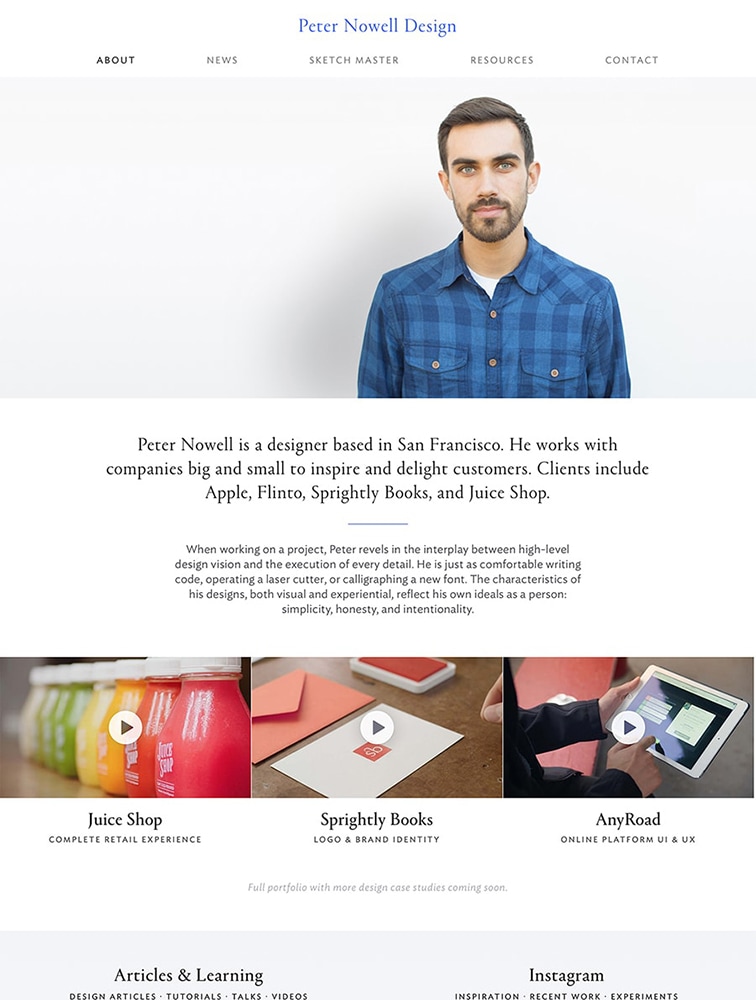 Peter Nowell Design
ABOUT NEWS SKETCH MASTER RESOURCES CONTACT
Peter Nowell is a designer based in San Francisco. He works with
companies big and small to inspire and delight customers. Clients include
Apple, Flinto, Sprightly Books, and Juice Shop.
When working on a project, Peter revels in the interplay between high-level
design vision and the execution of every detail. He is just as comfortable writing
code, operating a laser cutter, or calligraphing a new font. The characteristics of
his designs, both visual and experiential, reflect his own ideals as a person:
simplicity, honesty, and intentionality.
JUICE SHOP
JUICE SHOP
sb
Juice Shop
COMPLETE RETAIL EXPERIENCE
Sprightly Books
LOGO & BRAND IDENTITY
AnyRoad
ONLINE PLATFORM UI & UX
Full portfolio with more design case studies coming soon.
Articles & Learning
DESIGN ARTICLES · TUTORIALS · TALKS · VIDEOS
Instagram
INSPIRATION · RECENT WORK · EXPERIMENTS